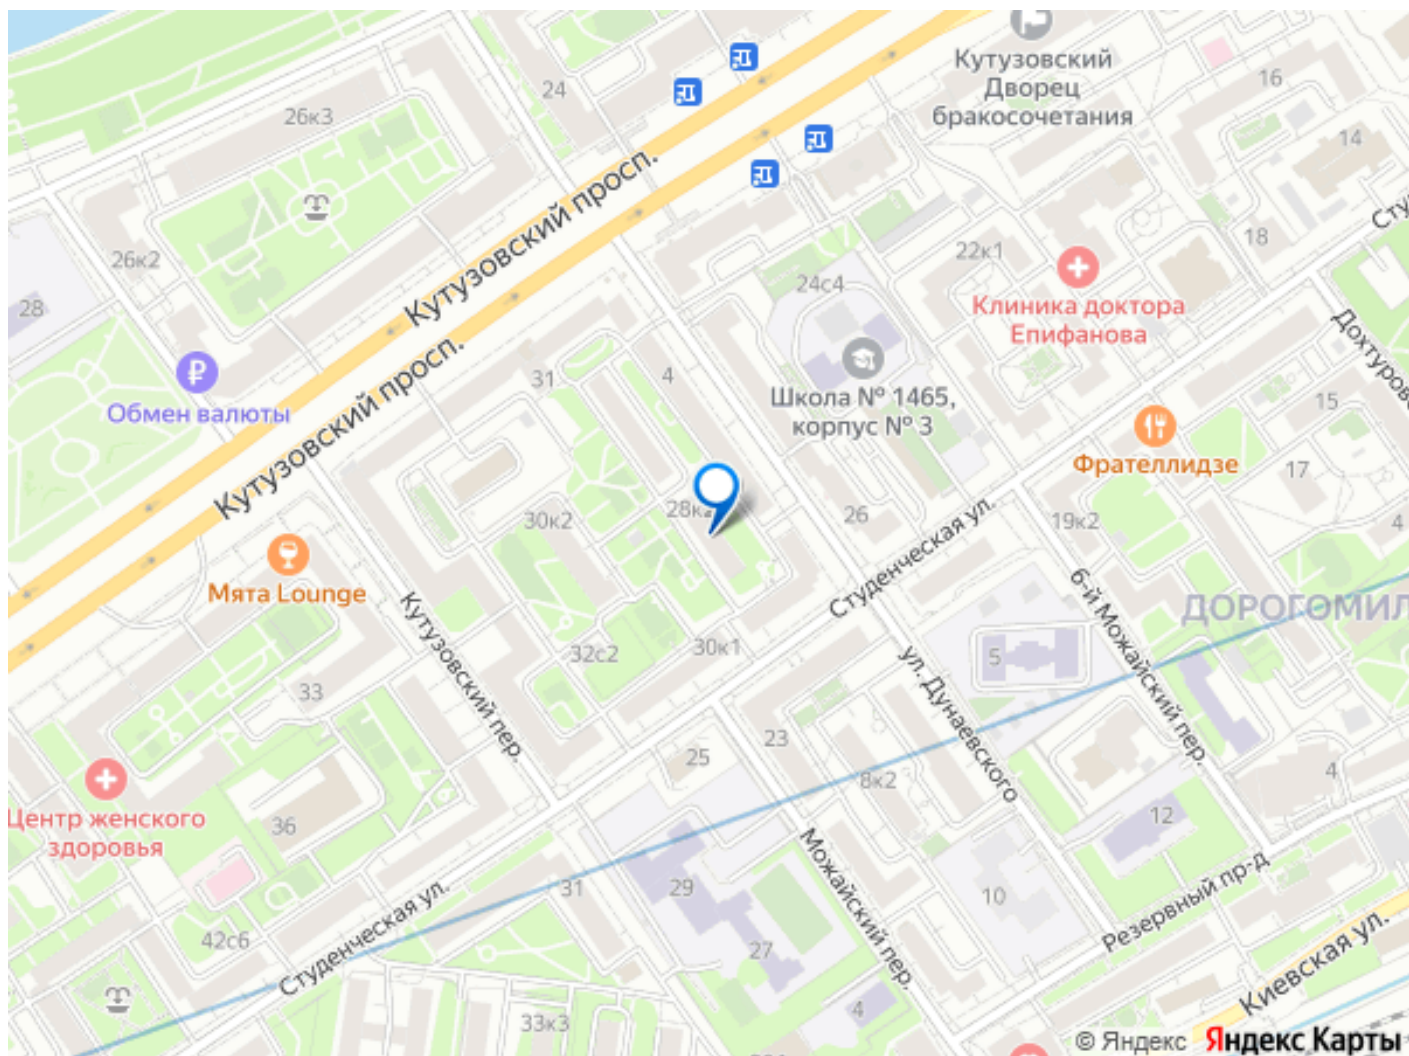 24
Кутузовский
Дворец
бракосочетания
16
26к3
14
Кутузовский просп.
26к2
18
22к1
24с4
28
Клиника доктора
Епифанова
Кутузовский просп.
31
4
Обмен валюты
Школа № 1465,
корпус № 3
15
Фрателлидзе
17
28к
30к2
26
19к2
4
Студенческая ул.
Мята Lounge
6-й Можайский пер.
ДОРОГОМИЛ
Кутузовский пер.
32с2
30к1
5
ул. Дунаевского
33
23
25
8к2
4
Центр женского
здоровья
36
12
Можайский пер.
31
29
10
Резервный пр-д
Студенческая ул.
42с6
27
Киевская ул.
4
33к3
© Яндекс Яндекс Карты